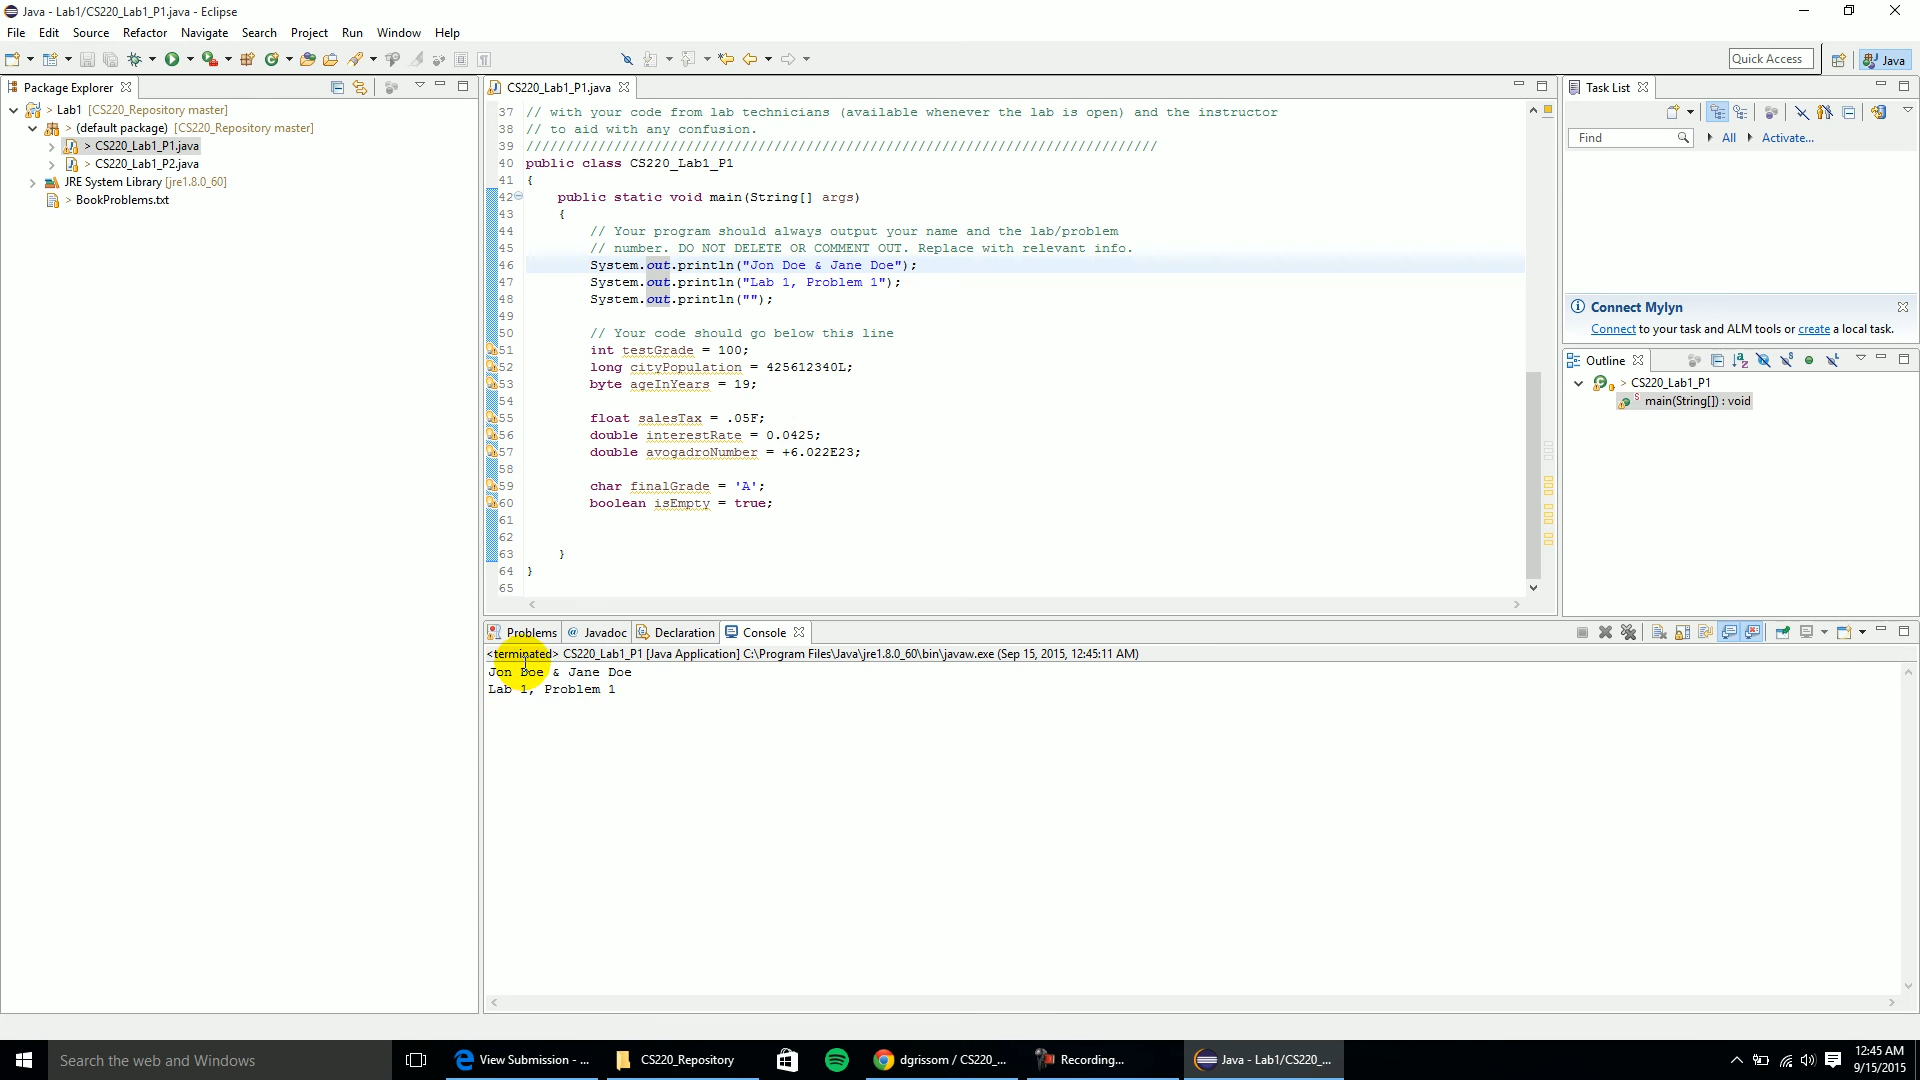 Java - Lab1/CS220_Lab1_P1.java - Eclipse
File Edit Source Refactor Navigate Search Project Run Window Help
Quick Access
Java
Package Explorer
> Lab1 [CS220_Repository master]
> (default package) [CS220_Repository master]
> CS220_Lab1_P1.java
> CS220_Lab1_P2.java
JRE System Library [jre1.8.0_60]
> BookProblems.txt
CS220_Lab1_P1.java
37 // with your code from lab technicians (available whenever the lab is open) and the instructor
38 // to aid with any confusion.
39 ///////////////////////////////////////////////////////////////////////////////
40 public class CS220_Lab1_P1
41 {
42 public static void main(String[] args)
43 {
44 // Your program should always output your name and the lab/problem
45 // number. DO NOT DELETE OR COMMENT OUT. Replace with relevant info.
46 System.out.println("Jon Doe & Jane Doe");
47 System.out.println("Lab 1, Problem 1");
48 System.out.println("");
49
50 // Your code should go below this line
51 int testGrade = 100;
52 long cityPopulation = 425612340L;
53 byte ageInYears = 19;
54
55 float salesTax = .05F;
56 double interestRate = 0.0425;
57 double avogadroNumber = +6.022E23;
58
59 char finalGrade = 'A';
60 boolean isEmpty = true;
61
62
63 }
64 }
65
Task List
Find All Activate...
Connect Mylyn
Connect to your task and ALM tools or create a local task.
Outline
> CS220_Lab1_P1
main(String[]) : void
Problems @ Javadoc Declaration Console
<terminated> CS220_Lab1_P1 [Java Application] C:\Program Files\Java\jre1.8.0_60\bin\javaw.exe (Sep 15, 2015, 12:45:11 AM)
Jon Doe & Jane Doe
Lab 1, Problem 1
Search the web and Windows
View Submission - ...
CS220_Repository
dgrissom / CS220_...
Recording...
Java - Lab1/CS220_...
12:45 AM
9/15/2015